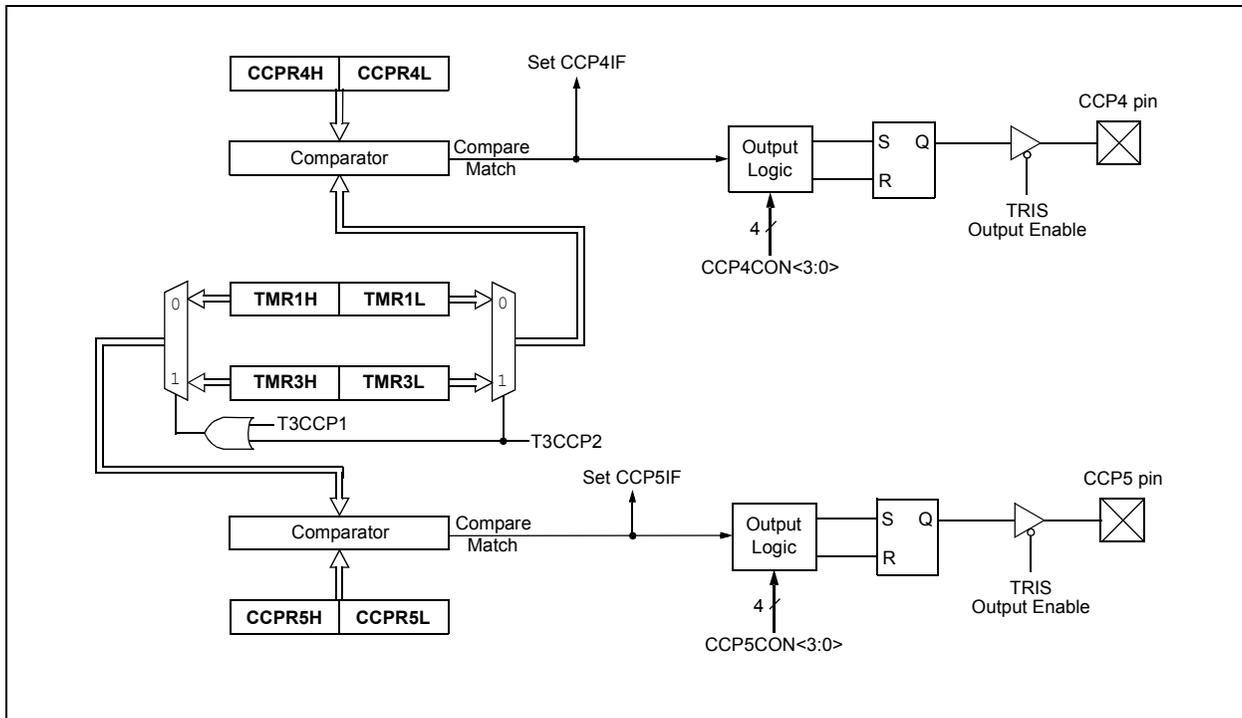 CCPR4H CCPR4L
Set CCP4IF
CCP4 pin
Comparator
Compare
Match
Output
Logic
S Q
R
TRIS
Output Enable
4
CCP4CON<3:0>
0 TMR1H TMR1L 0
1 TMR3H TMR3L 1
T3CCP1
T3CCP2
Set CCP5IF
CCP5 pin
Comparator
Compare
Match
Output
Logic
S Q
R
TRIS
Output Enable
4
CCPR5H CCPR5L
CCP5CON<3:0>